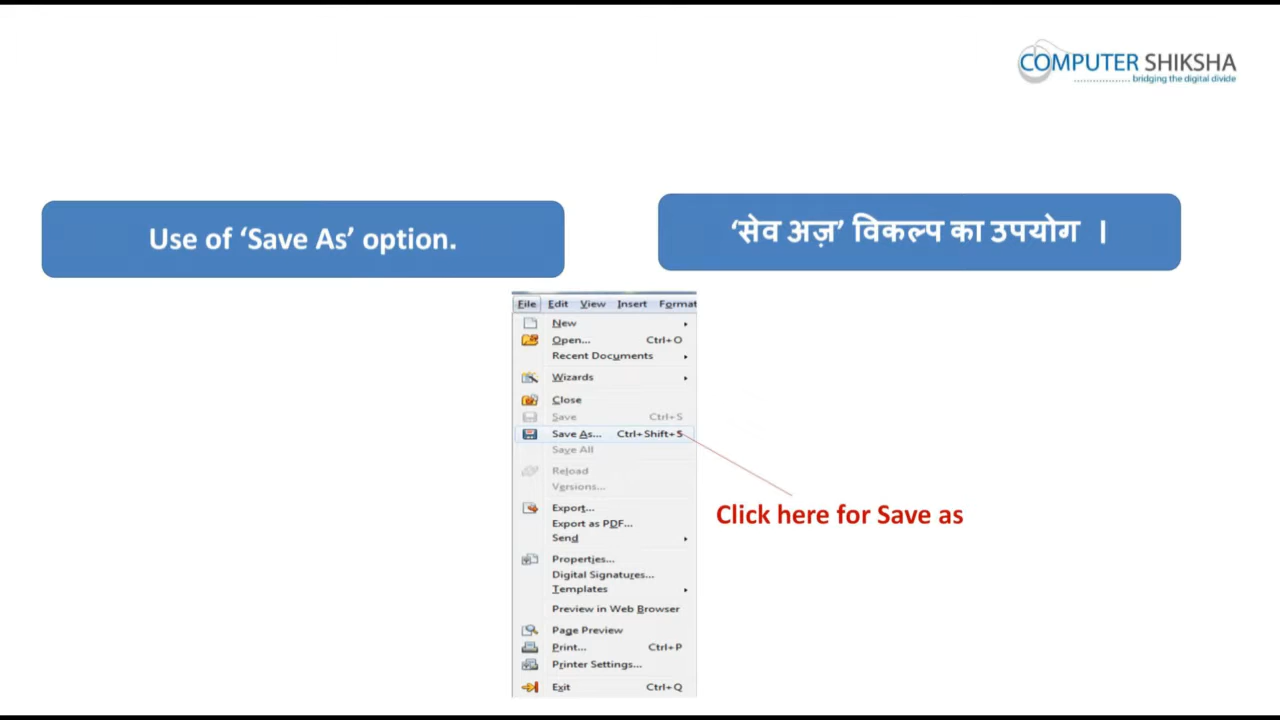 COMPUTER SHIKSHA
bridging the digital divide
Use of ‘Save As’ option.
‘सेव अज़’ विकल्प का उपयोग ।
File Edit View Insert Format
New
Open... Ctrl+O
Recent Documents
Wizards
Close
Save Ctrl+S
Save As... Ctrl+Shift+S
Save All
Reload
Versions...
Export...
Export as PDF...
Send
Properties...
Digital Signatures...
Templates
Preview in Web Browser
Page Preview
Print... Ctrl+P
Printer Settings...
Exit Ctrl+Q
Click here for Save as